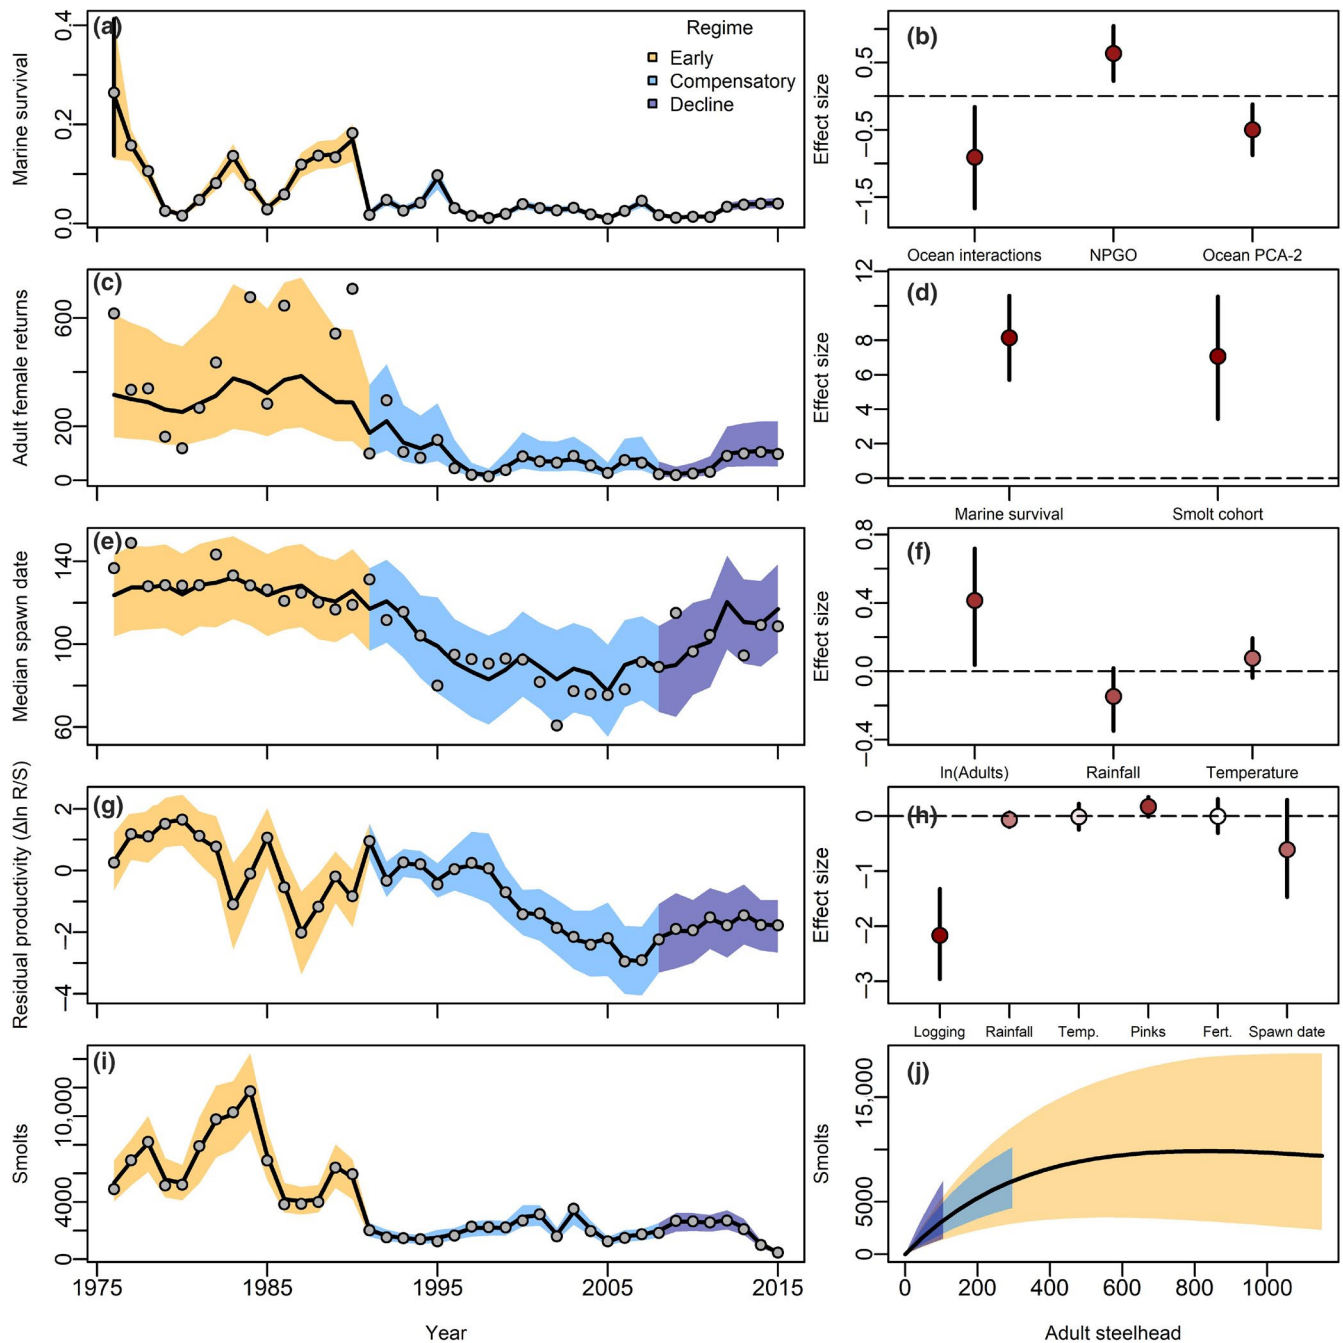 (a)
Regime
Early
Compensatory
Decline
Marine survival
0.4
0.2
0.0
(b)
Effect size
0.5
−0.5
−1.5
Ocean interactions NPGO Ocean PCA-2
(c)
Adult female returns
600
200
0
(d)
Effect size
12
8
6
4
2
0
Marine survival Smolt cohort
(e)
Median spawn date
140
100
60
(f)
Effect size
0.8
0.4
0.0
−0.4
ln(Adults) Rainfall Temperature
(g)
Residual productivity (Δln R/S)
2
0
−2
−4
(h)
Effect size
0
−1
−2
−3
Logging Rainfall Temp. Pinks Fert. Spawn date
(i)
Smolts
10,000
4000
0
1975 1985 1995 2005 2015
Year
(j)
Smolts
15,000
5000
0
0 200 400 600 800 1000
Adult steelhead